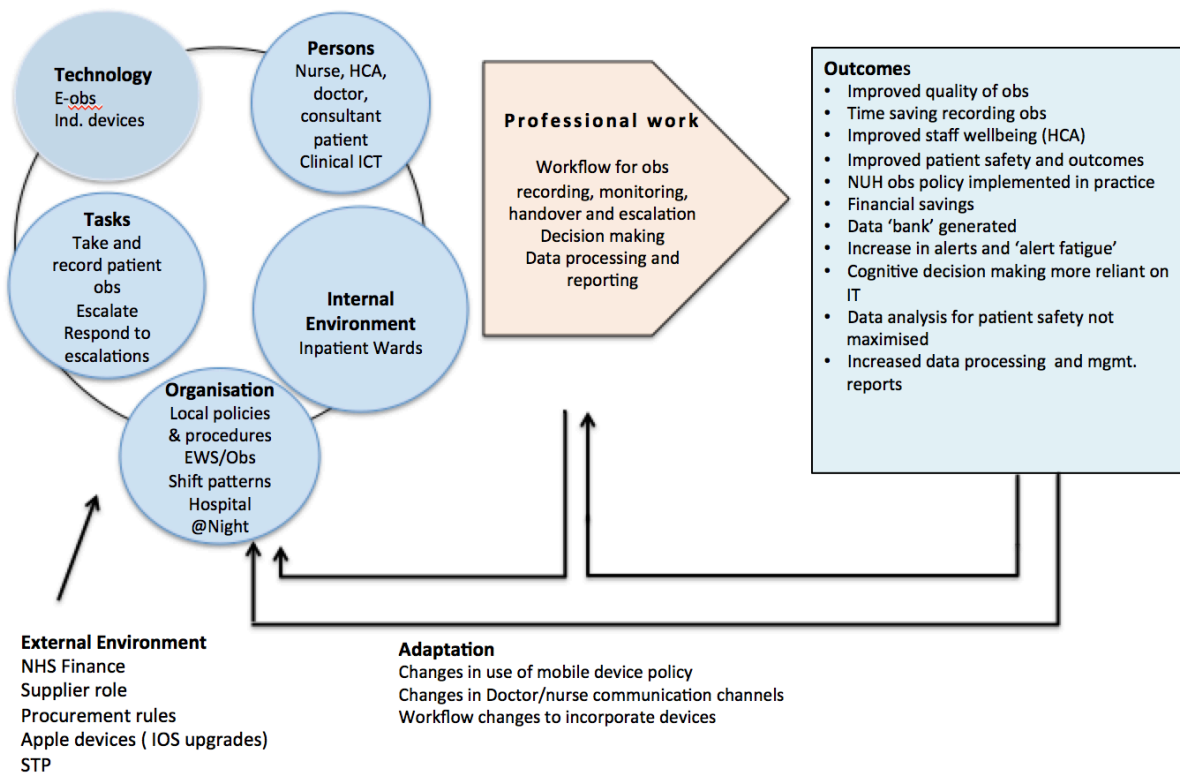 Technology
E-obs
Ind. devices
Persons
Nurse, HCA,
doctor,
consultant
patient
Clinical ICT
Tasks
Take and
record patient
obs
Escalate
Respond to
escalations
Internal
Environment
Inpatient Wards
Organisation
Local policies
& procedures
EWS/Obs
Shift patterns
Hospital
@Night
Professional work
Workflow for obs
recording, monitoring,
handover and escalation
Decision making
Data processing and
reporting
Outcomes
• Improved quality of obs
• Time saving recording obs
• Improved staff wellbeing (HCA)
• Improved patient safety and outcomes
• NUH obs policy implemented in practice
• Financial savings
• Data ‘bank’ generated
• Increase in alerts and ‘alert fatigue’
• Cognitive decision making more reliant on
IT
• Data analysis for patient safety not
maximised
• Increased data processing and mgmt.
reports
External Environment
NHS Finance
Supplier role
Procurement rules
Apple devices ( IOS upgrades)
STP
Adaptation
Changes in use of mobile device policy
Changes in Doctor/nurse communication channels
Workflow changes to incorporate devices